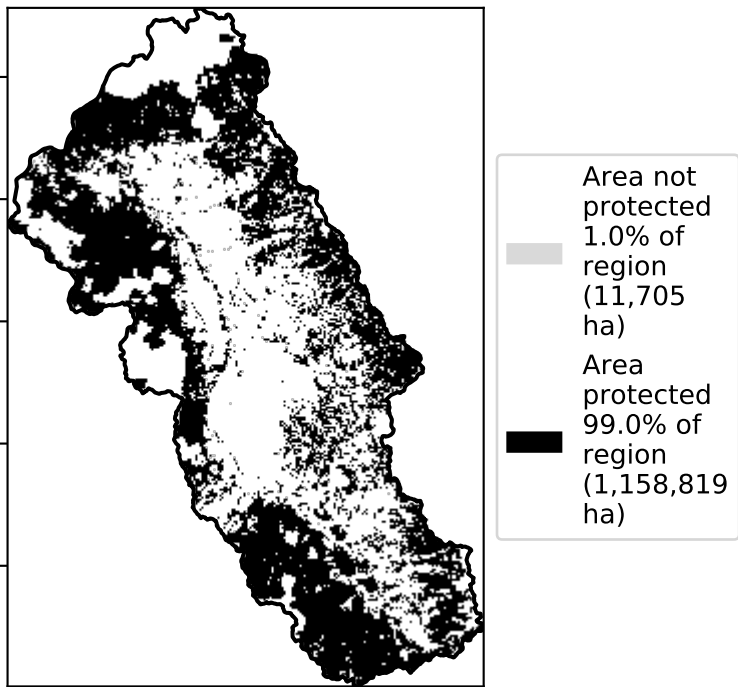 Area not
protected
1.0% of
region
(11,705
ha)
Area
protected
99.0% of
region
(1,158,819
ha)